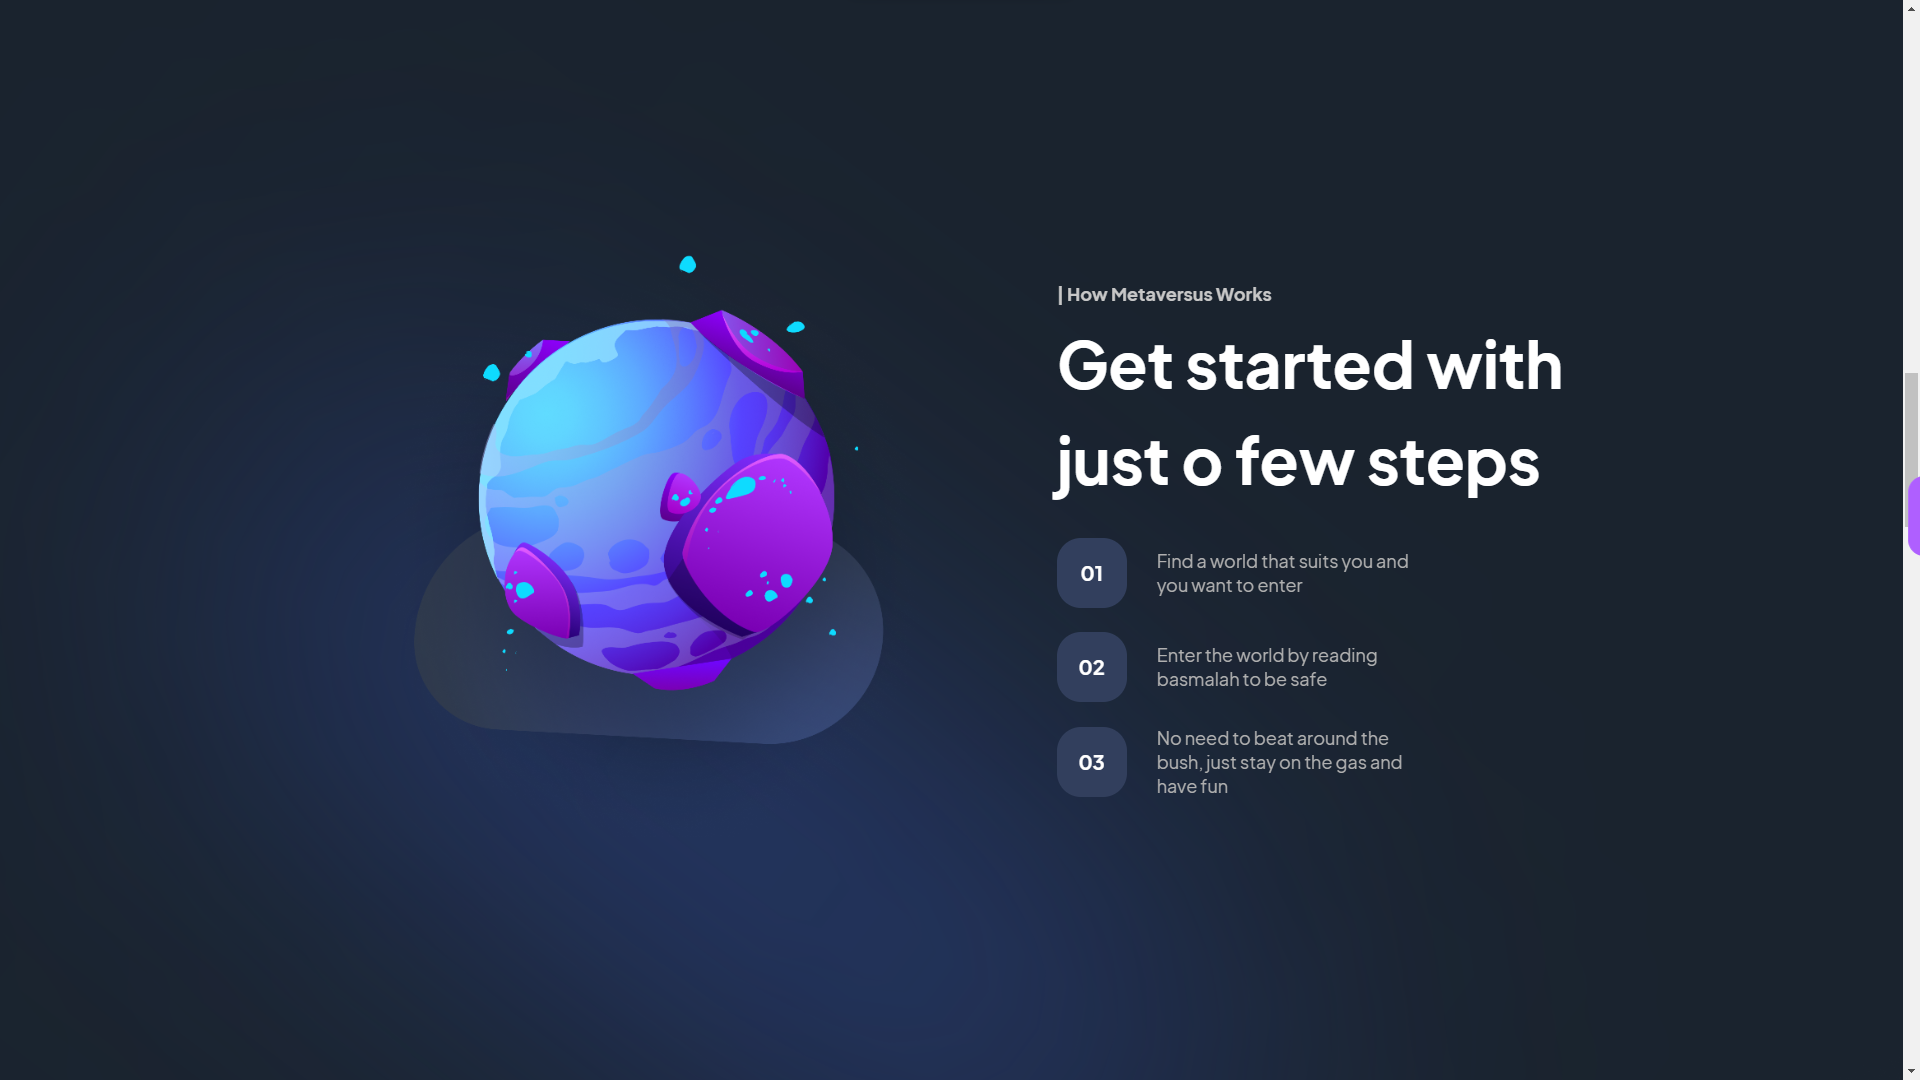 | How Metaversus Works
Get started with
just o few steps
01
Find a world that suits you and
you want to enter
02
Enter the world by reading
basmalah to be safe
03
No need to beat around the
bush, just stay on the gas and
have fun